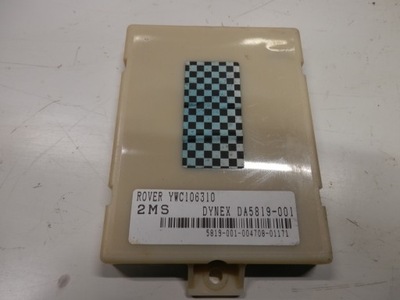 ROVER YWC106310
2MS DYNEX DA5819-001
5819-001-004708-01171